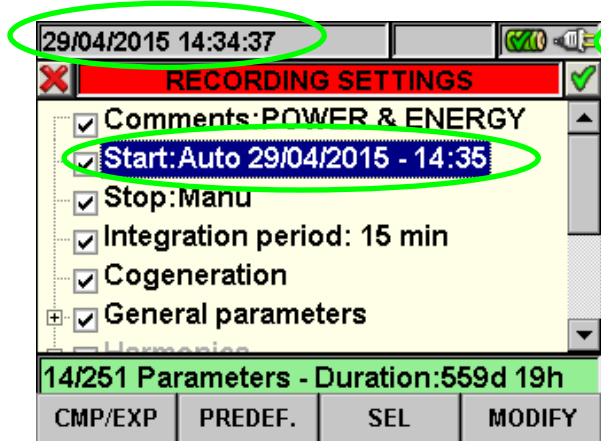 29/04/2015 14:34:37
RECORDING SETTINGS
Comments:POWER & ENERGY
Start:Auto 29/04/2015 - 14:35
Stop:Manu
Integration period: 15 min
Cogeneration
General parameters
Harmonics
14/251 Parameters - Duration:559d 19h
CMP/EXP PREDEF. SEL MODIFY